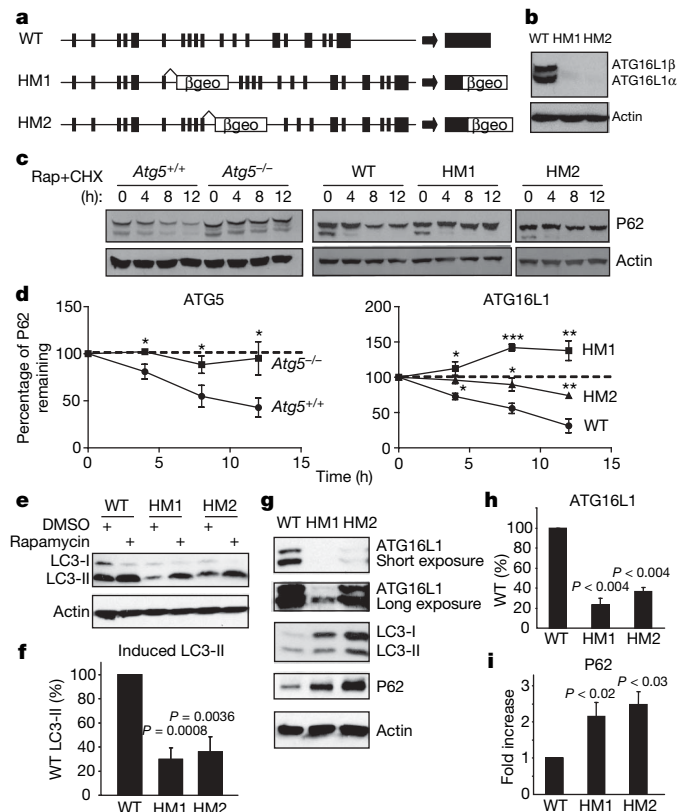 a
WT
HM1
βgeo
βgeo
HM2
βgeo
βgeo
b
WT HM1 HM2
ATG16L1β
ATG16L1α
Actin
c
Rap+CHX
(h):
Atg5+/+ Atg5–/– WT HM1 HM2
0 4 8 12 0 4 8 12 0 4 8 12 0 4 8 12 0 4 8 12
P62
Actin
d
ATG5
Percentage of P62
remaining
150
100
50
0
0 5 10 15
*
*
*
Atg5–/–
Atg5+/+
ATG16L1
200
150
100
50
0
0 5 10 15
*
***
**
*
*
**
HM1
HM2
WT
Time (h)
e
WT HM1 HM2
DMSO + + +
Rapamycin + + +
LC3-I
LC3-II
Actin
f
Induced LC3-II
WT LC3-II (%)
100
80
60
40
20
0
P = 0.0036
P = 0.0008
WT HM1 HM2
g
WT HM1 HM2
ATG16L1
Short exposure
ATG16L1
Long exposure
LC3-I
LC3-II
P62
Actin
h
ATG16L1
WT (%)
100
80
60
40
20
0
P < 0.004
P < 0.004
WT HM1 HM2
i
P62
Fold increase
3
2
1
0
P < 0.02
P < 0.03
WT HM1 HM2